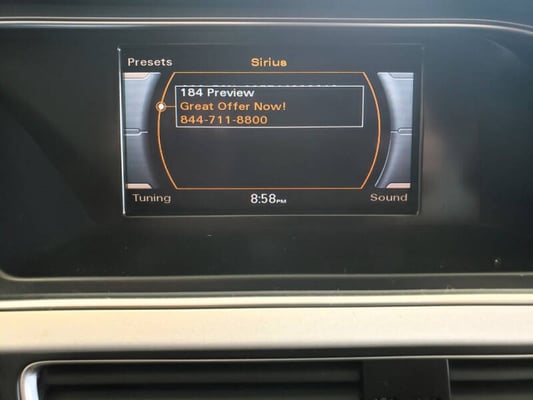 Presets Sirius
184 Preview
Great Offer Now!
844-711-8800
Tuning 8:58PM Sound